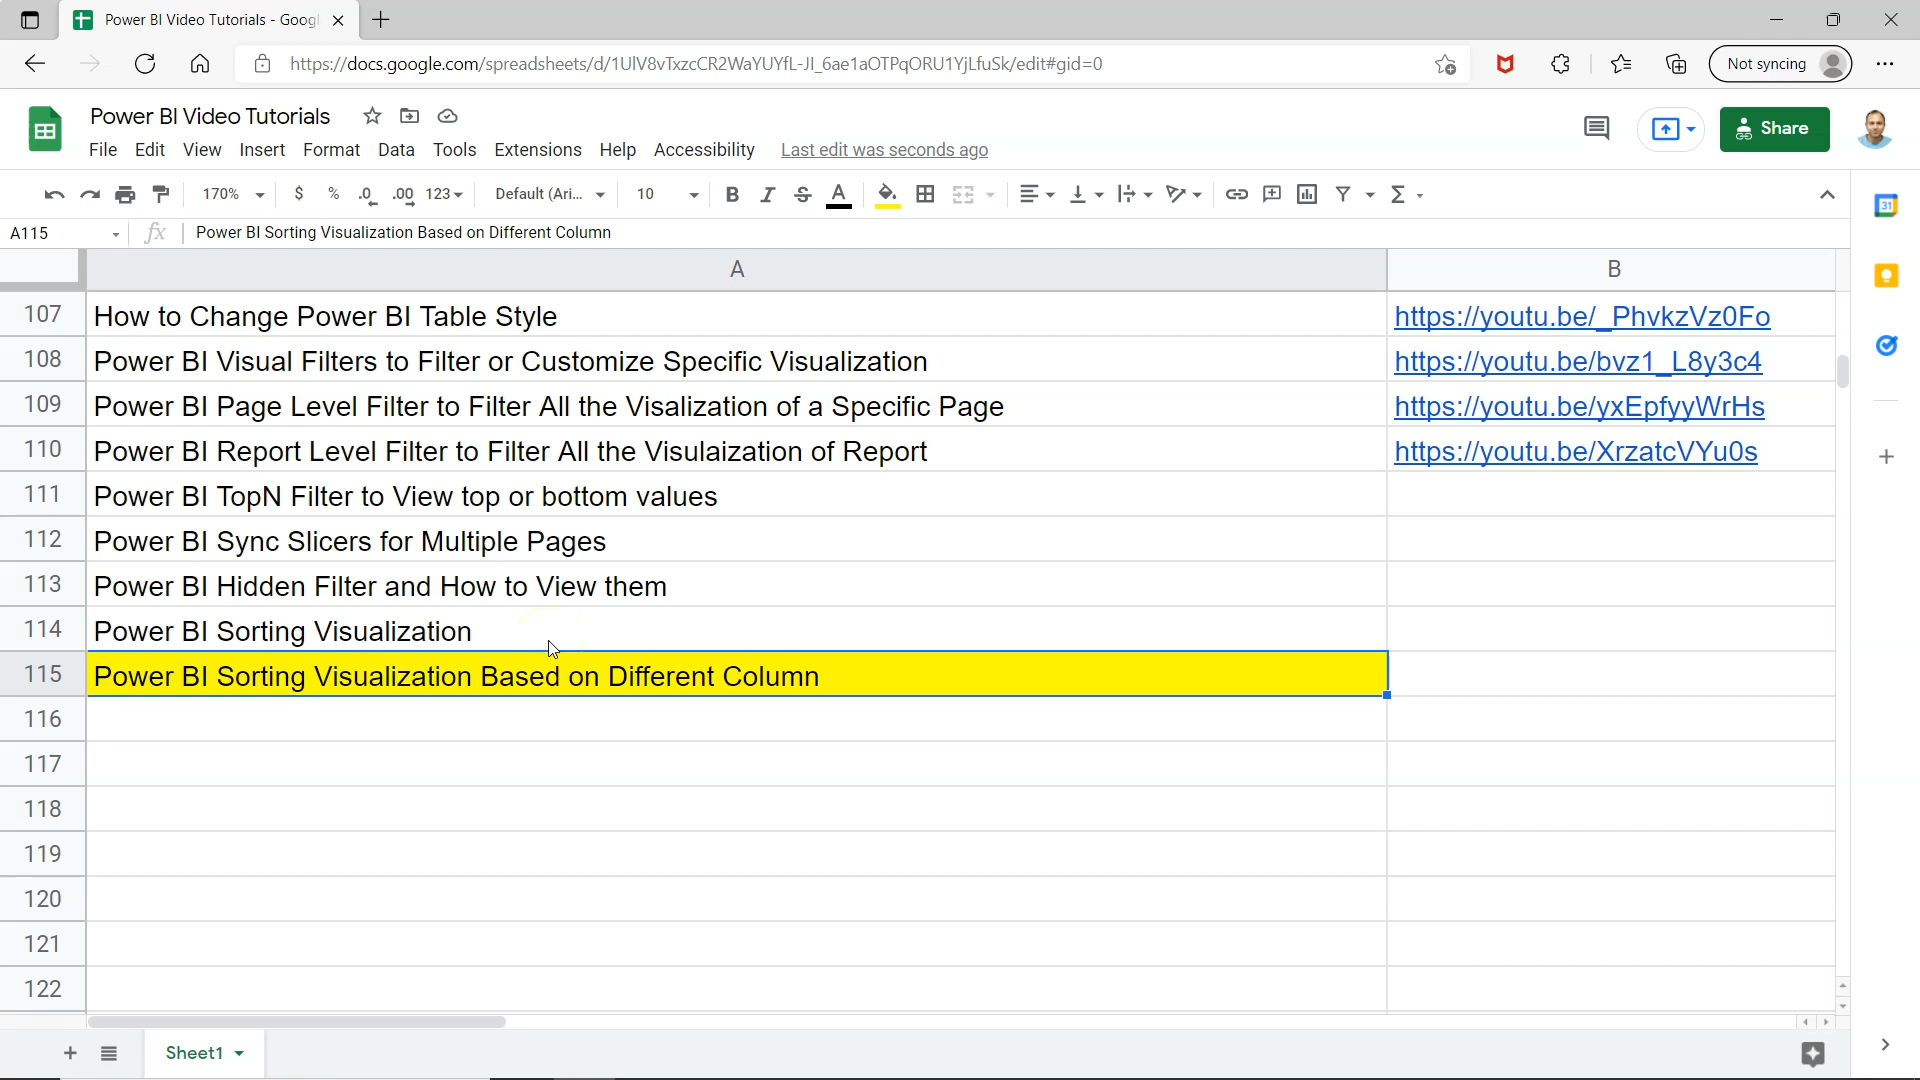 Power BI Video Tutorials - Googl
https://docs.google.com/spreadsheets/d/1UlV8vTxzcCR2WaYUYfL-JI_6ae1aOTPqORU1YjLfuSk/edit#gid=0
Not syncing
Power BI Video Tutorials
File Edit View Insert Format Data Tools Extensions Help Accessibility Last edit was seconds ago
Share
170% $ % .0 .00 123 Default (Ari... 10 B I S A Σ
31
A115 fx Power BI Sorting Visualization Based on Different Column
A B
107 How to Change Power BI Table Style https://youtu.be/_PhvkzVz0Fo
108 Power BI Visual Filters to Filter or Customize Specific Visualization https://youtu.be/bvz1_L8y3c4
109 Power BI Page Level Filter to Filter All the Visalization of a Specific Page https://youtu.be/yxEpfyyWrHs
110 Power BI Report Level Filter to Filter All the Visulaization of Report https://youtu.be/XrzatcVYu0s
111 Power BI TopN Filter to View top or bottom values
112 Power BI Sync Slicers for Multiple Pages
113 Power BI Hidden Filter and How to View them
114 Power BI Sorting Visualization
115 Power BI Sorting Visualization Based on Different Column
116
117
118
119
120
121
122
Sheet1